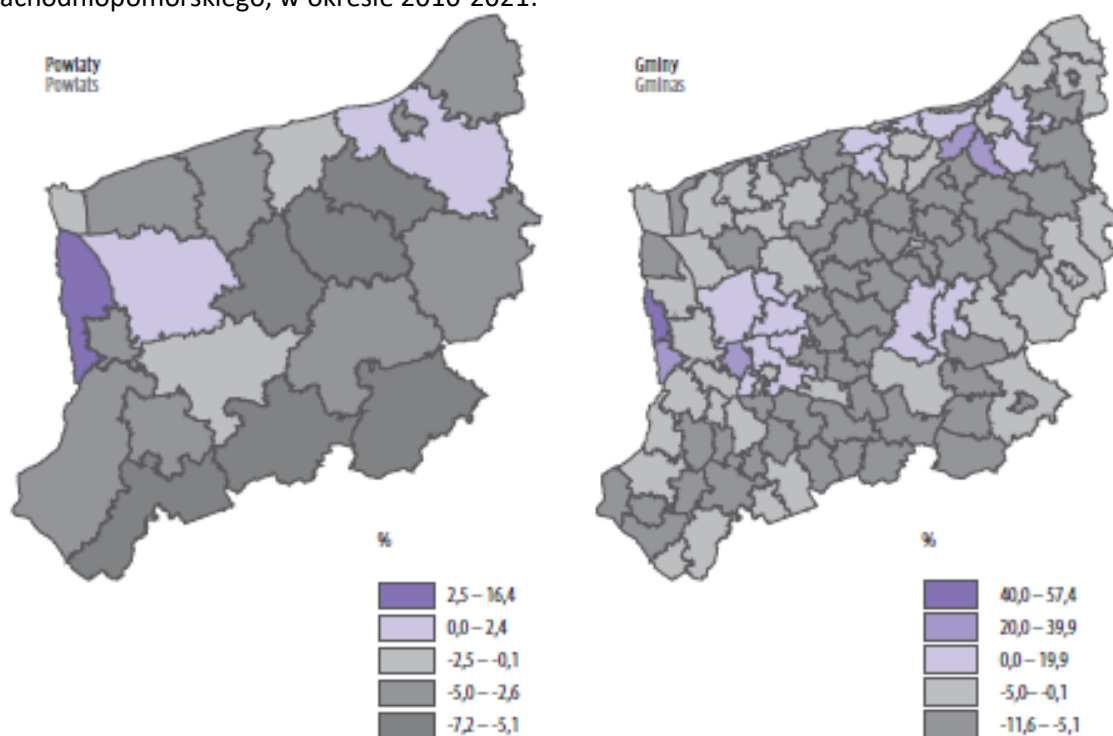 achodniopomorskiego, w okresie 2010-2021.
Powiaty
Powiats
Gminy
Gminas
%
2,5 – 16,4
0,0 – 2,4
-2,5 – -0,1
-5,0 – -2,6
-7,2 – -5,1
%
40,0 – 57,4
20,0 – 39,9
0,0 – 19,9
-5,0– -0,1
-11,6 – -5,1